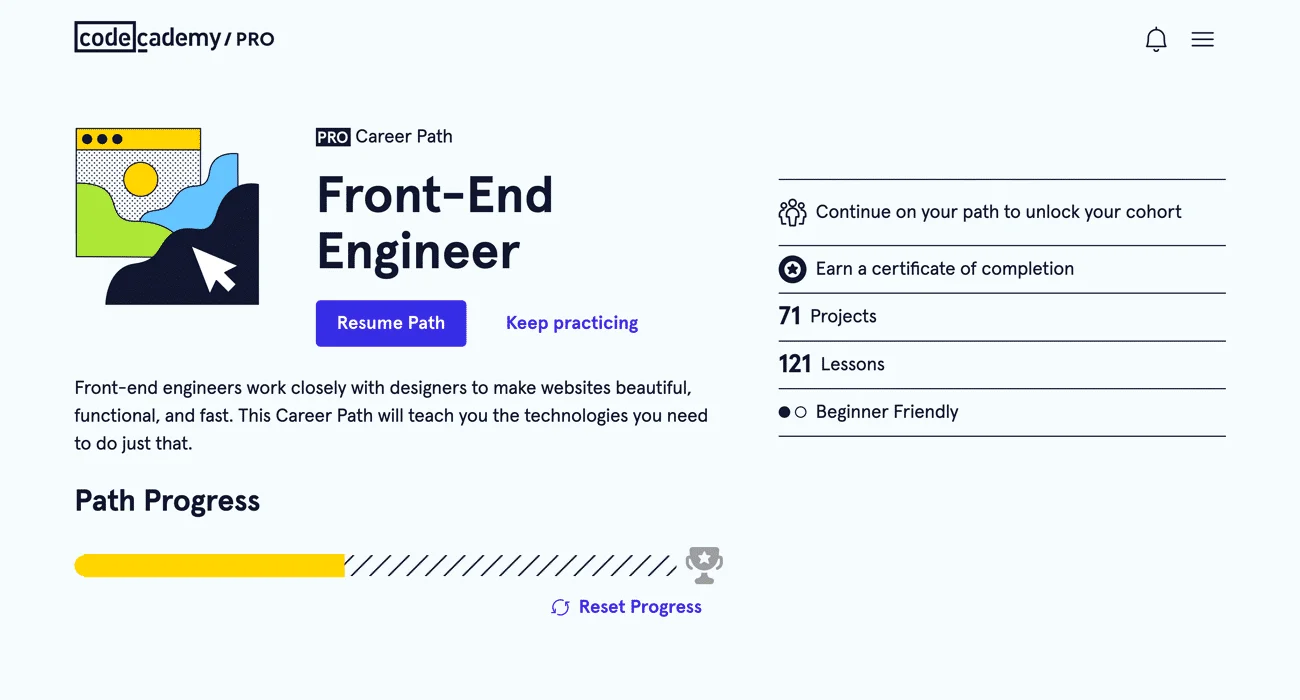 codecademy/PRO
PRO Career Path
Front-End
Engineer
Resume Path
Keep practicing
Front-end engineers work closely with designers to make websites beautiful,
functional, and fast. This Career Path will teach you the technologies you need
to do just that.
Path Progress
Reset Progress
Continue on your path to unlock your cohort
Earn a certificate of completion
71 Projects
121 Lessons
Beginner Friendly